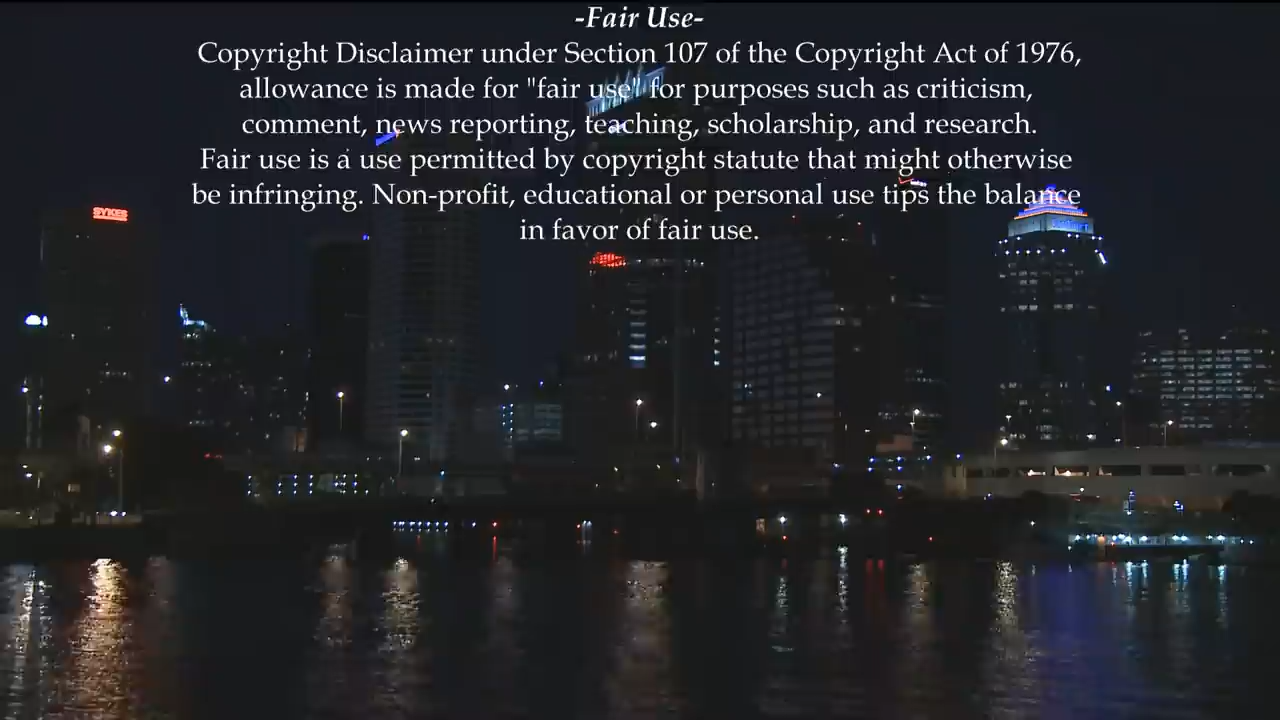 -Fair Use-
Copyright Disclaimer under Section 107 of the Copyright Act of 1976,
allowance is made for "fair use" for purposes such as criticism,
comment, news reporting, teaching, scholarship, and research.
Fair use is a use permitted by copyright statute that might otherwise
be infringing. Non-profit, educational or personal use tips the balance
in favor of fair use.
SYKES